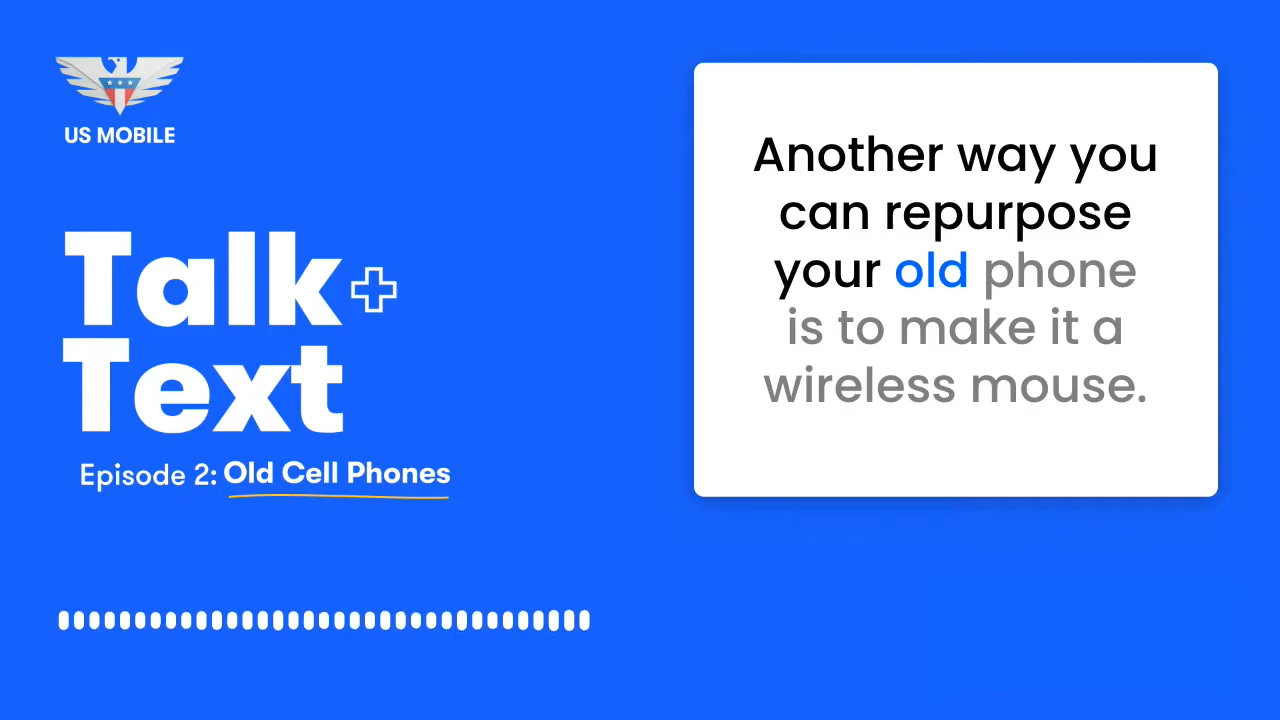 US MOBILE
Talk+
Text
Episode 2: Old Cell Phones
Another way you
can repurpose
your old phone
is to make it a
wireless mouse.